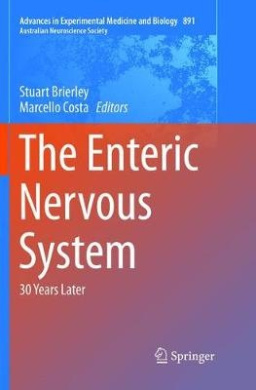 Advances in Experimental Medicine and Biology 891
Australian Neuroscience Society
Stuart Brierley
Marcello Costa Editors
The Enteric
Nervous
System
30 Years Later
Springer